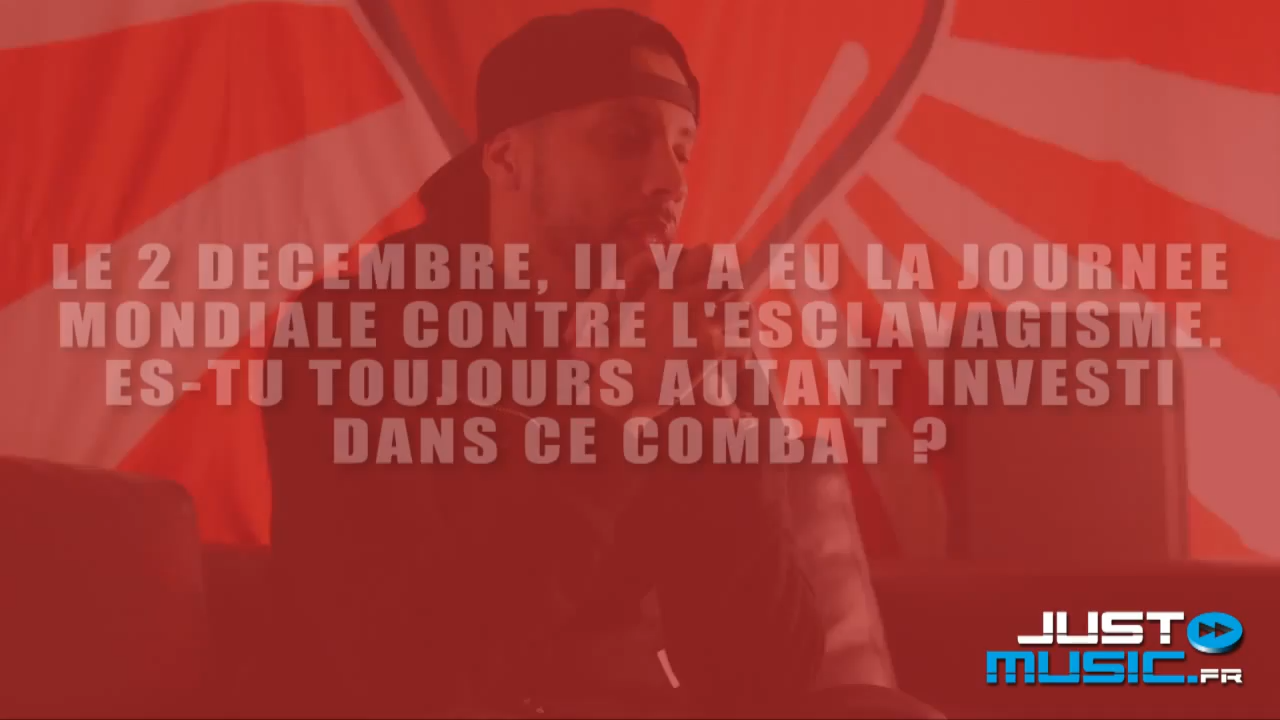 LE 2 DECEMBRE, IL Y A EU LA JOURNEE
MONDIALE CONTRE L'ESCLAVAGISME.
ES-TU TOUJOURS AUTANT INVESTI
DANS CE COMBAT ?
JUST
MUSIC.FR